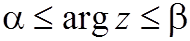 α ≤ arg z ≤ β